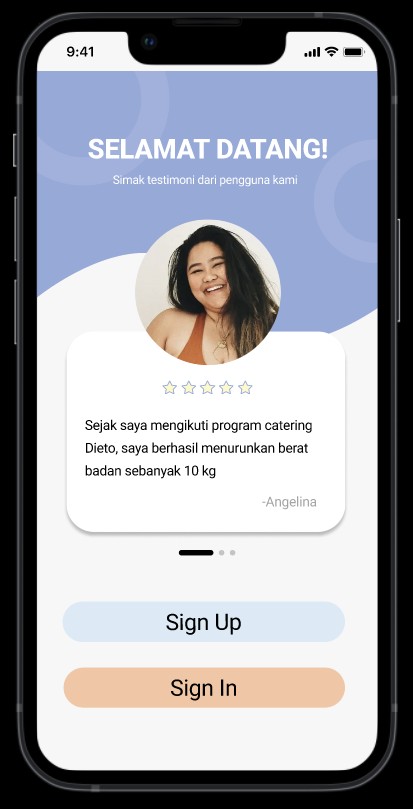 9:41
SELAMAT DATANG!
Simak testimoni dari pengguna kami
Sejak saya mengikuti program catering
Dieto, saya berhasil menurunkan berat
badan sebanyak 10 kg
-Angelina
Sign Up
Sign In